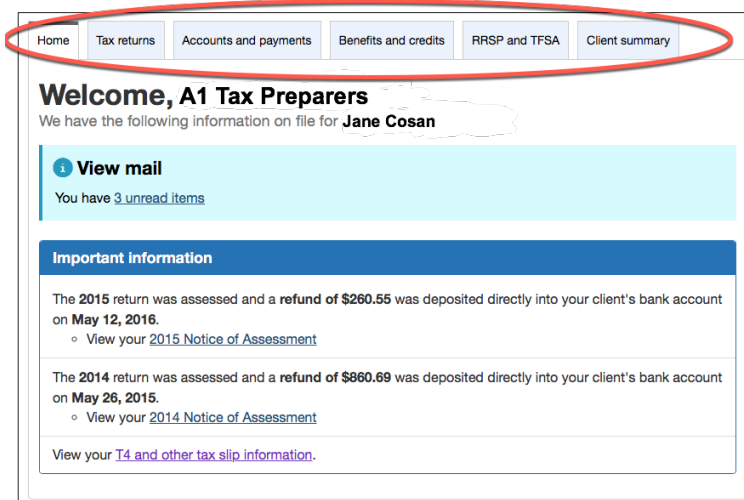 Home Tax returns Accounts and payments Benefits and credits RRSP and TFSA Client summary
Welcome, A1 Tax Preparers
We have the following information on file for Jane Cosan
i View mail
You have 3 unread items
Important information
The 2015 return was assessed and a refund of $260.55 was deposited directly into your client's bank account
on May 12, 2016.
◦ View your 2015 Notice of Assessment
The 2014 return was assessed and a refund of $860.69 was deposited directly into your client's bank account
on May 26, 2015.
◦ View your 2014 Notice of Assessment
View your T4 and other tax slip information.